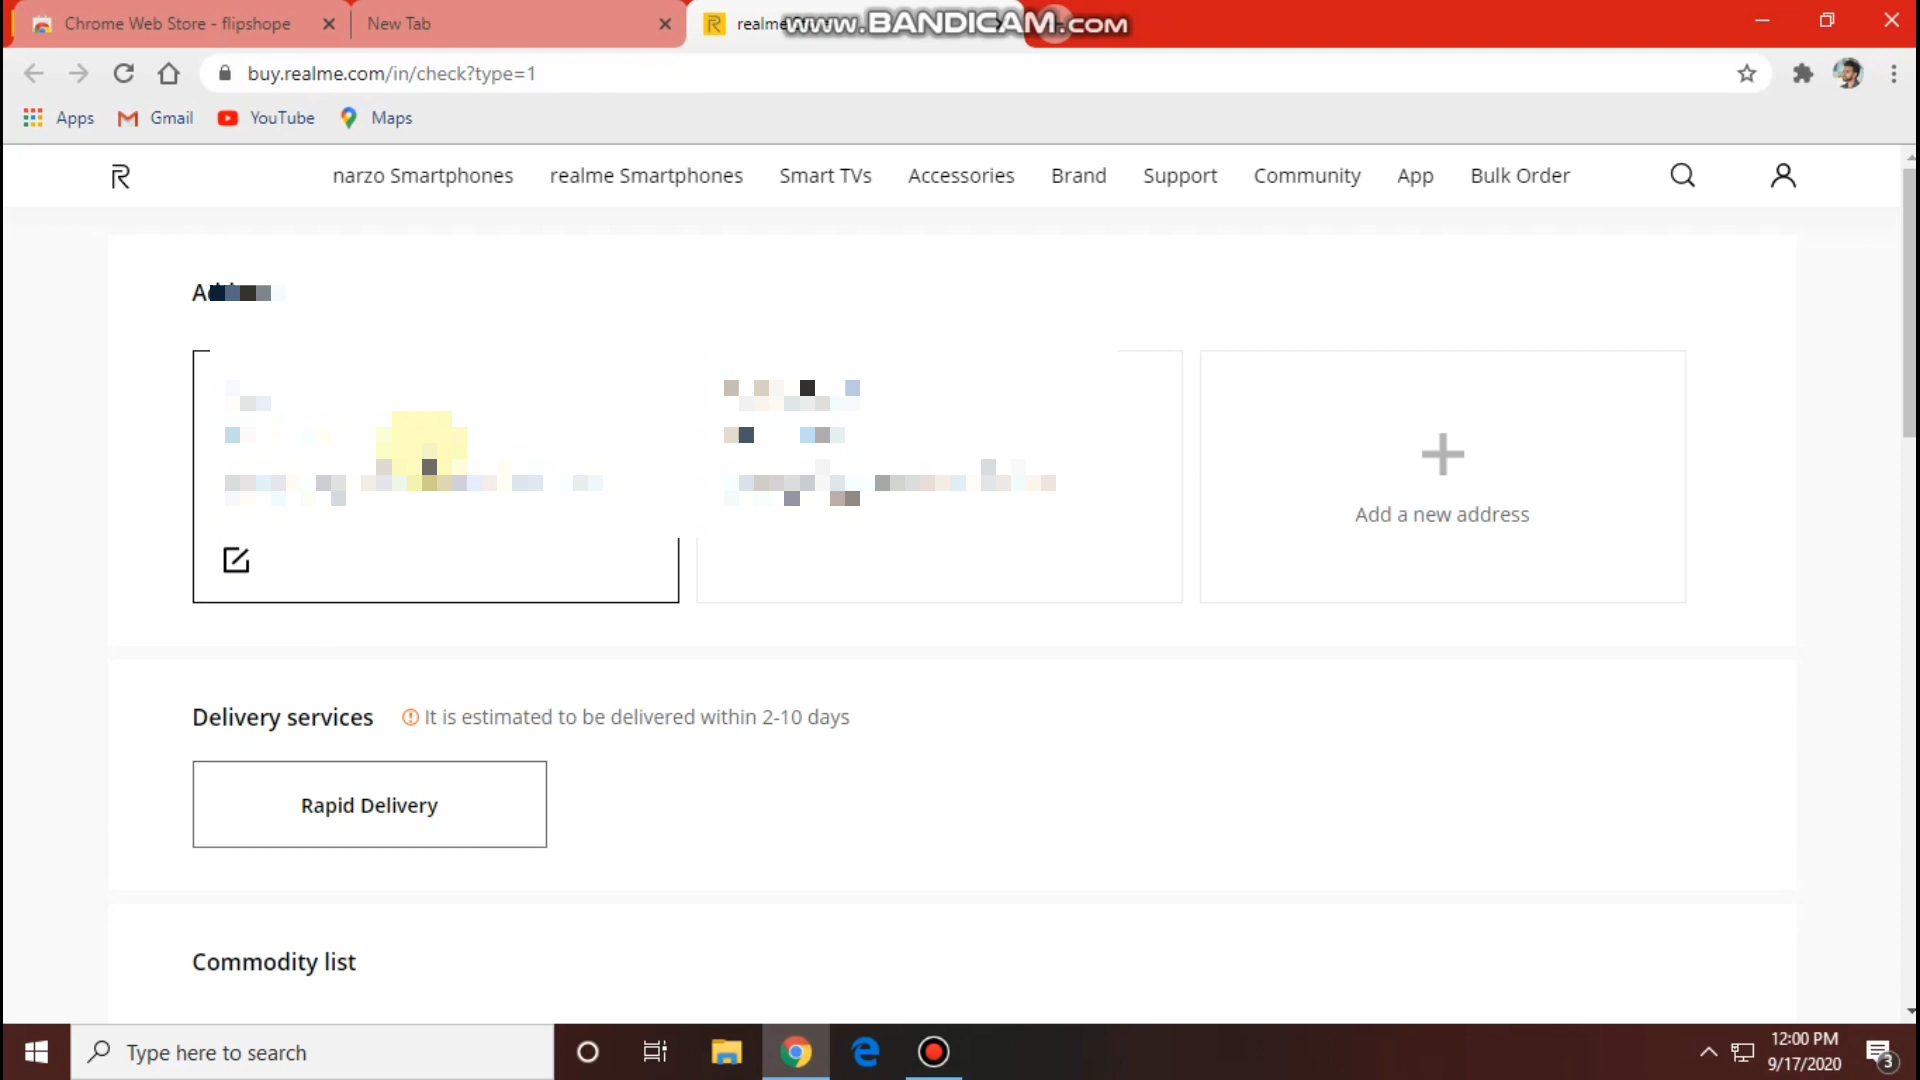 Chrome Web Store - flipshope
New Tab
realme
www.BANDICAM.com
buy.realme.com/in/check?type=1
Apps
Gmail
YouTube
Maps
narzo Smartphones
realme Smartphones
Smart TVs
Accessories
Brand
Support
Community
App
Bulk Order
Add a new address
Delivery services
It is estimated to be delivered within 2-10 days
Rapid Delivery
Commodity list
Type here to search
12:00 PM
9/17/2020
3